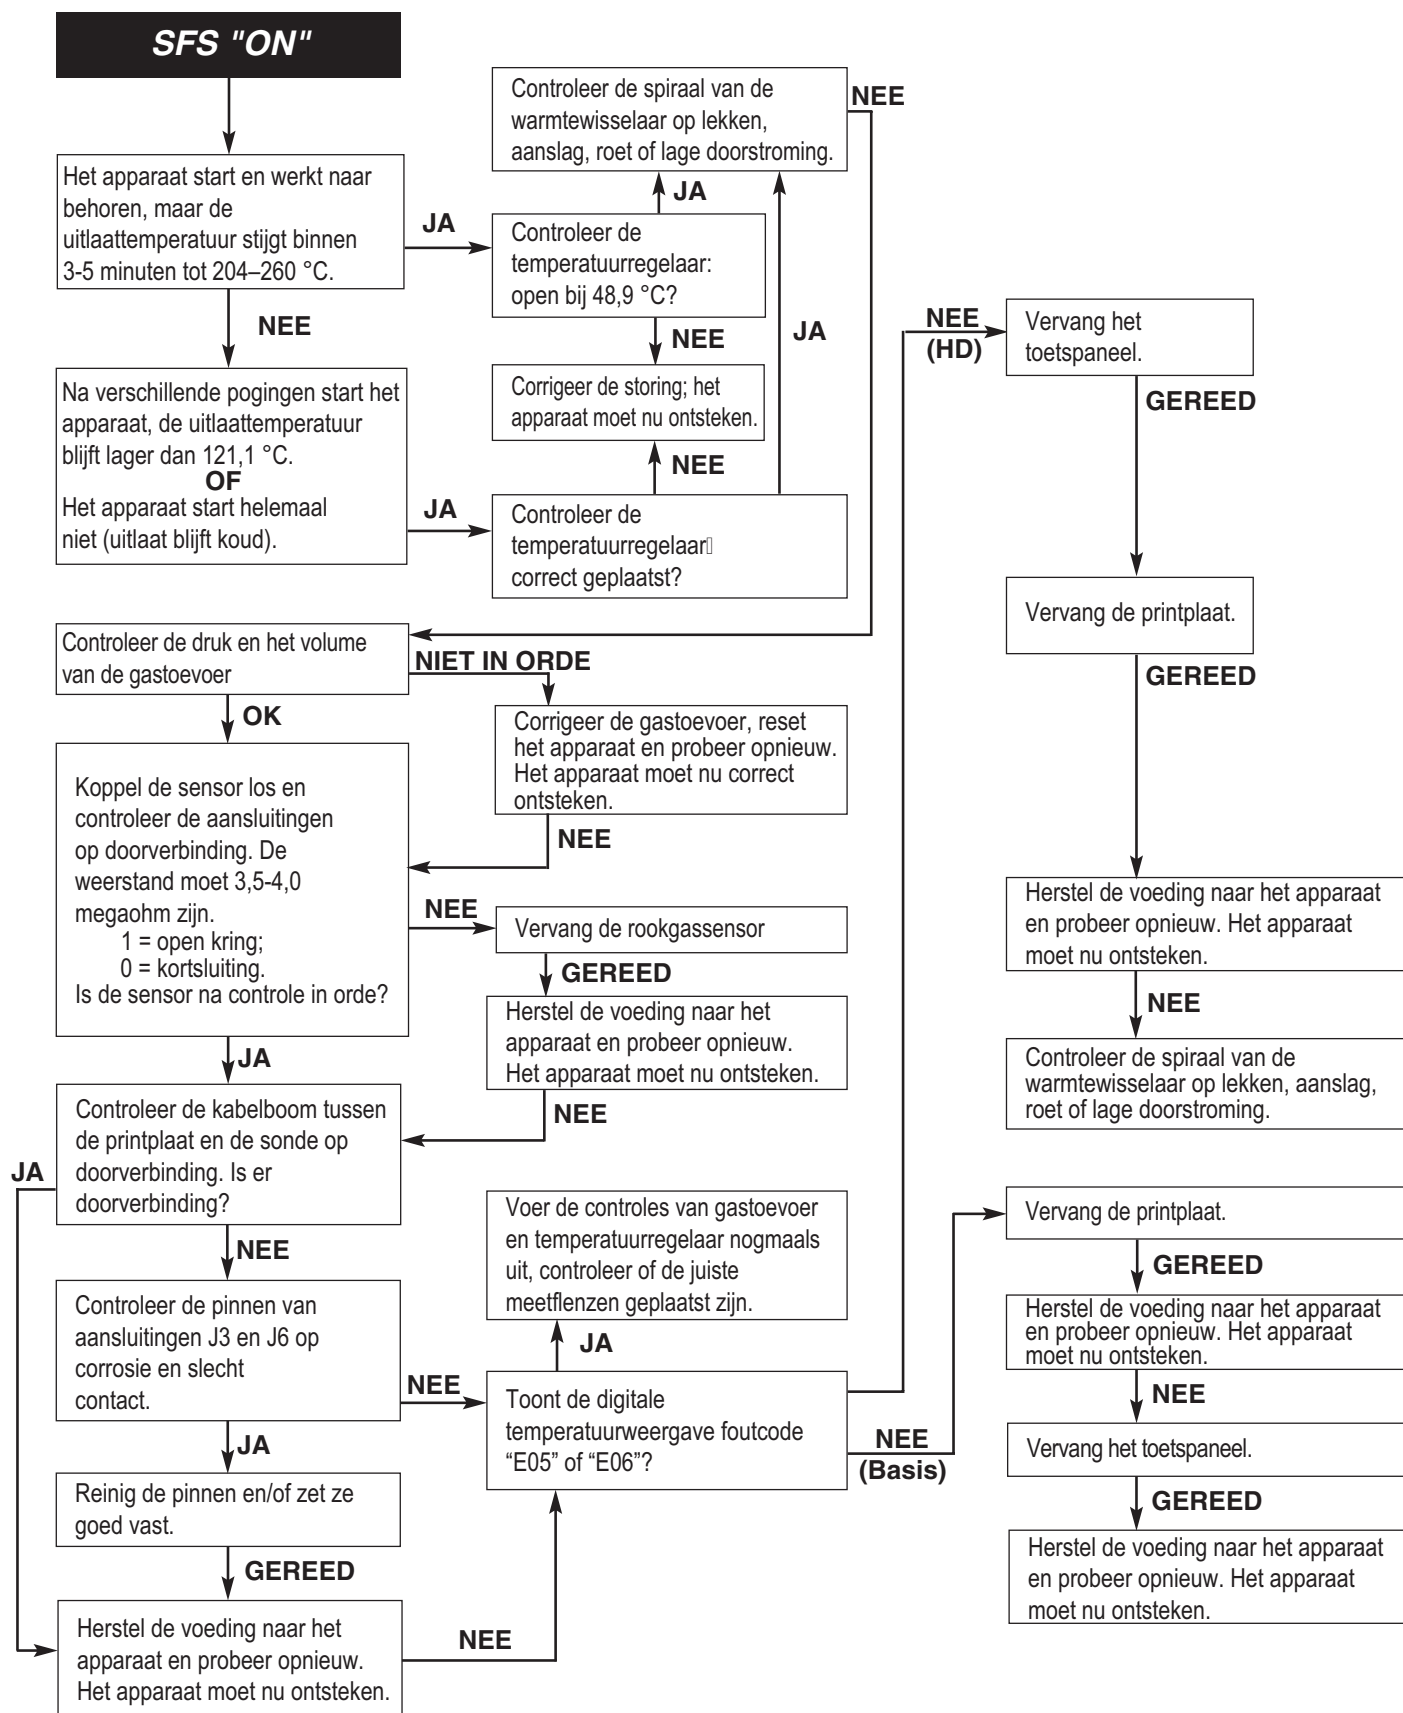 SFS "ON"
Het apparaat start en werkt naar
behoren, maar de
uitlaattemperatuur stijgt binnen
3-5 minuten tot 204–260 °C.
JA
NEE
Controleer de spiraal van de
warmtewisselaar op lekken,
aanslag, roet of lage doorstroming.
NEE
JA
Controleer de
temperatuurregelaar:
open bij 48,9 °C?
NEE
JA
Corrigeer de storing; het
apparaat moet nu ontsteken.
NEE
Na verschillende pogingen start het
apparaat, de uitlaattemperatuur
blijft lager dan 121,1 °C.
OF
Het apparaat start helemaal
niet (uitlaat blijft koud).
JA
Controleer de
temperatuurregelaar
correct geplaatst?
Controleer de druk en het volume
van de gastoevoer
NIET IN ORDE
OK
Corrigeer de gastoevoer, reset
het apparaat en probeer opnieuw.
Het apparaat moet nu correct
ontsteken.
NEE
Koppel de sensor los en
controleer de aansluitingen
op doorverbinding. De
weerstand moet 3,5-4,0
megaohm zijn.
1 = open kring;
0 = kortsluiting.
Is de sensor na controle in orde?
NEE
Vervang de rookgassensor
GEREED
Herstel de voeding naar het
apparaat en probeer opnieuw.
Het apparaat moet nu ontsteken.
NEE
JA
Controleer de kabelboom tussen
de printplaat en de sonde op
doorverbinding. Is er
doorverbinding?
JA
NEE
Controleer de pinnen van
aansluitingen J3 en J6 op
corrosie en slecht
contact.
NEE
JA
Reinig de pinnen en/of zet ze
goed vast.
GEREED
Herstel de voeding naar het
apparaat en probeer opnieuw.
Het apparaat moet nu ontsteken.
NEE
Voer de controles van gastoevoer
en temperatuurregelaar nogmaals
uit, controleer of de juiste
meetflenzen geplaatst zijn.
JA
Toont de digitale
temperatuurweergave foutcode
“E05” of “E06”?
NEE
(Basis)
NEE
(HD)
Vervang het
toetspaneel.
GEREED
Vervang de printplaat.
GEREED
Herstel de voeding naar het apparaat
en probeer opnieuw. Het apparaat
moet nu ontsteken.
NEE
Controleer de spiraal van de
warmtewisselaar op lekken, aanslag,
roet of lage doorstroming.
Vervang de printplaat.
GEREED
Herstel de voeding naar het apparaat
en probeer opnieuw. Het apparaat
moet nu ontsteken.
NEE
Vervang het toetspaneel.
GEREED
Herstel de voeding naar het apparaat
en probeer opnieuw. Het apparaat
moet nu ontsteken.